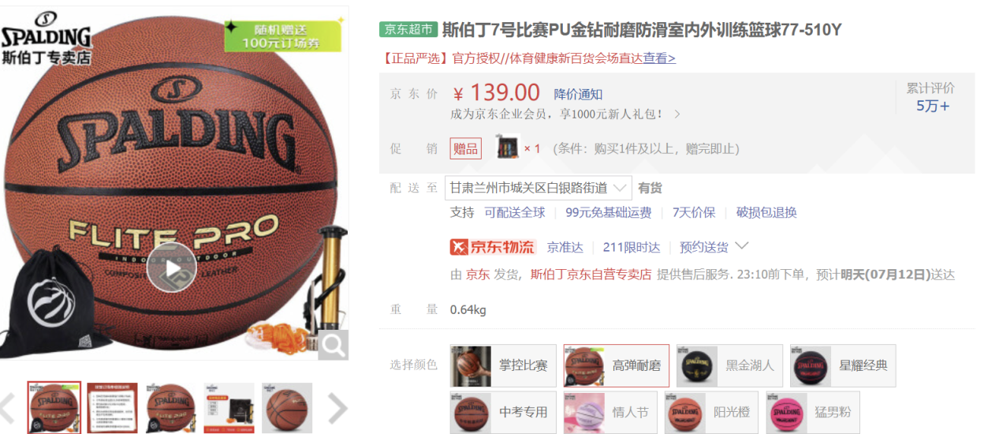 SPALDING
斯伯丁专卖店
随机赠送
100元订场券
SPALDING
ELITE PRO
INDOOR OUTDOOR
COMPOSITE LEATHER
京东超市 斯伯丁7号比赛PU金钻耐磨防滑室内外训练篮球77-510Y
【正品严选】官方授权//体育健康新百货会场直达查看>
京东价 ￥139.00 降价通知
累计评价
5万+
成为京东企业会员，享1000元新人礼包！ >
促销 赠品 × 1 (条件：购买1件及以上，赠完即止)
配送至 甘肃兰州市城关区白银路街道 有货
支持 可配送全球 99元免基础运费 7天价保 破损包退换
京东物流 京准达 211限时达 预约送货
由 京东 发货，斯伯丁京东自营专卖店 提供售后服务. 23:10前下单，预计明天(07月12日)送达
重量 0.64kg
选择颜色 掌控比赛 高弹耐磨 黑金湖人 星耀经典
中考专用 情人节 阳光橙 猛男粉